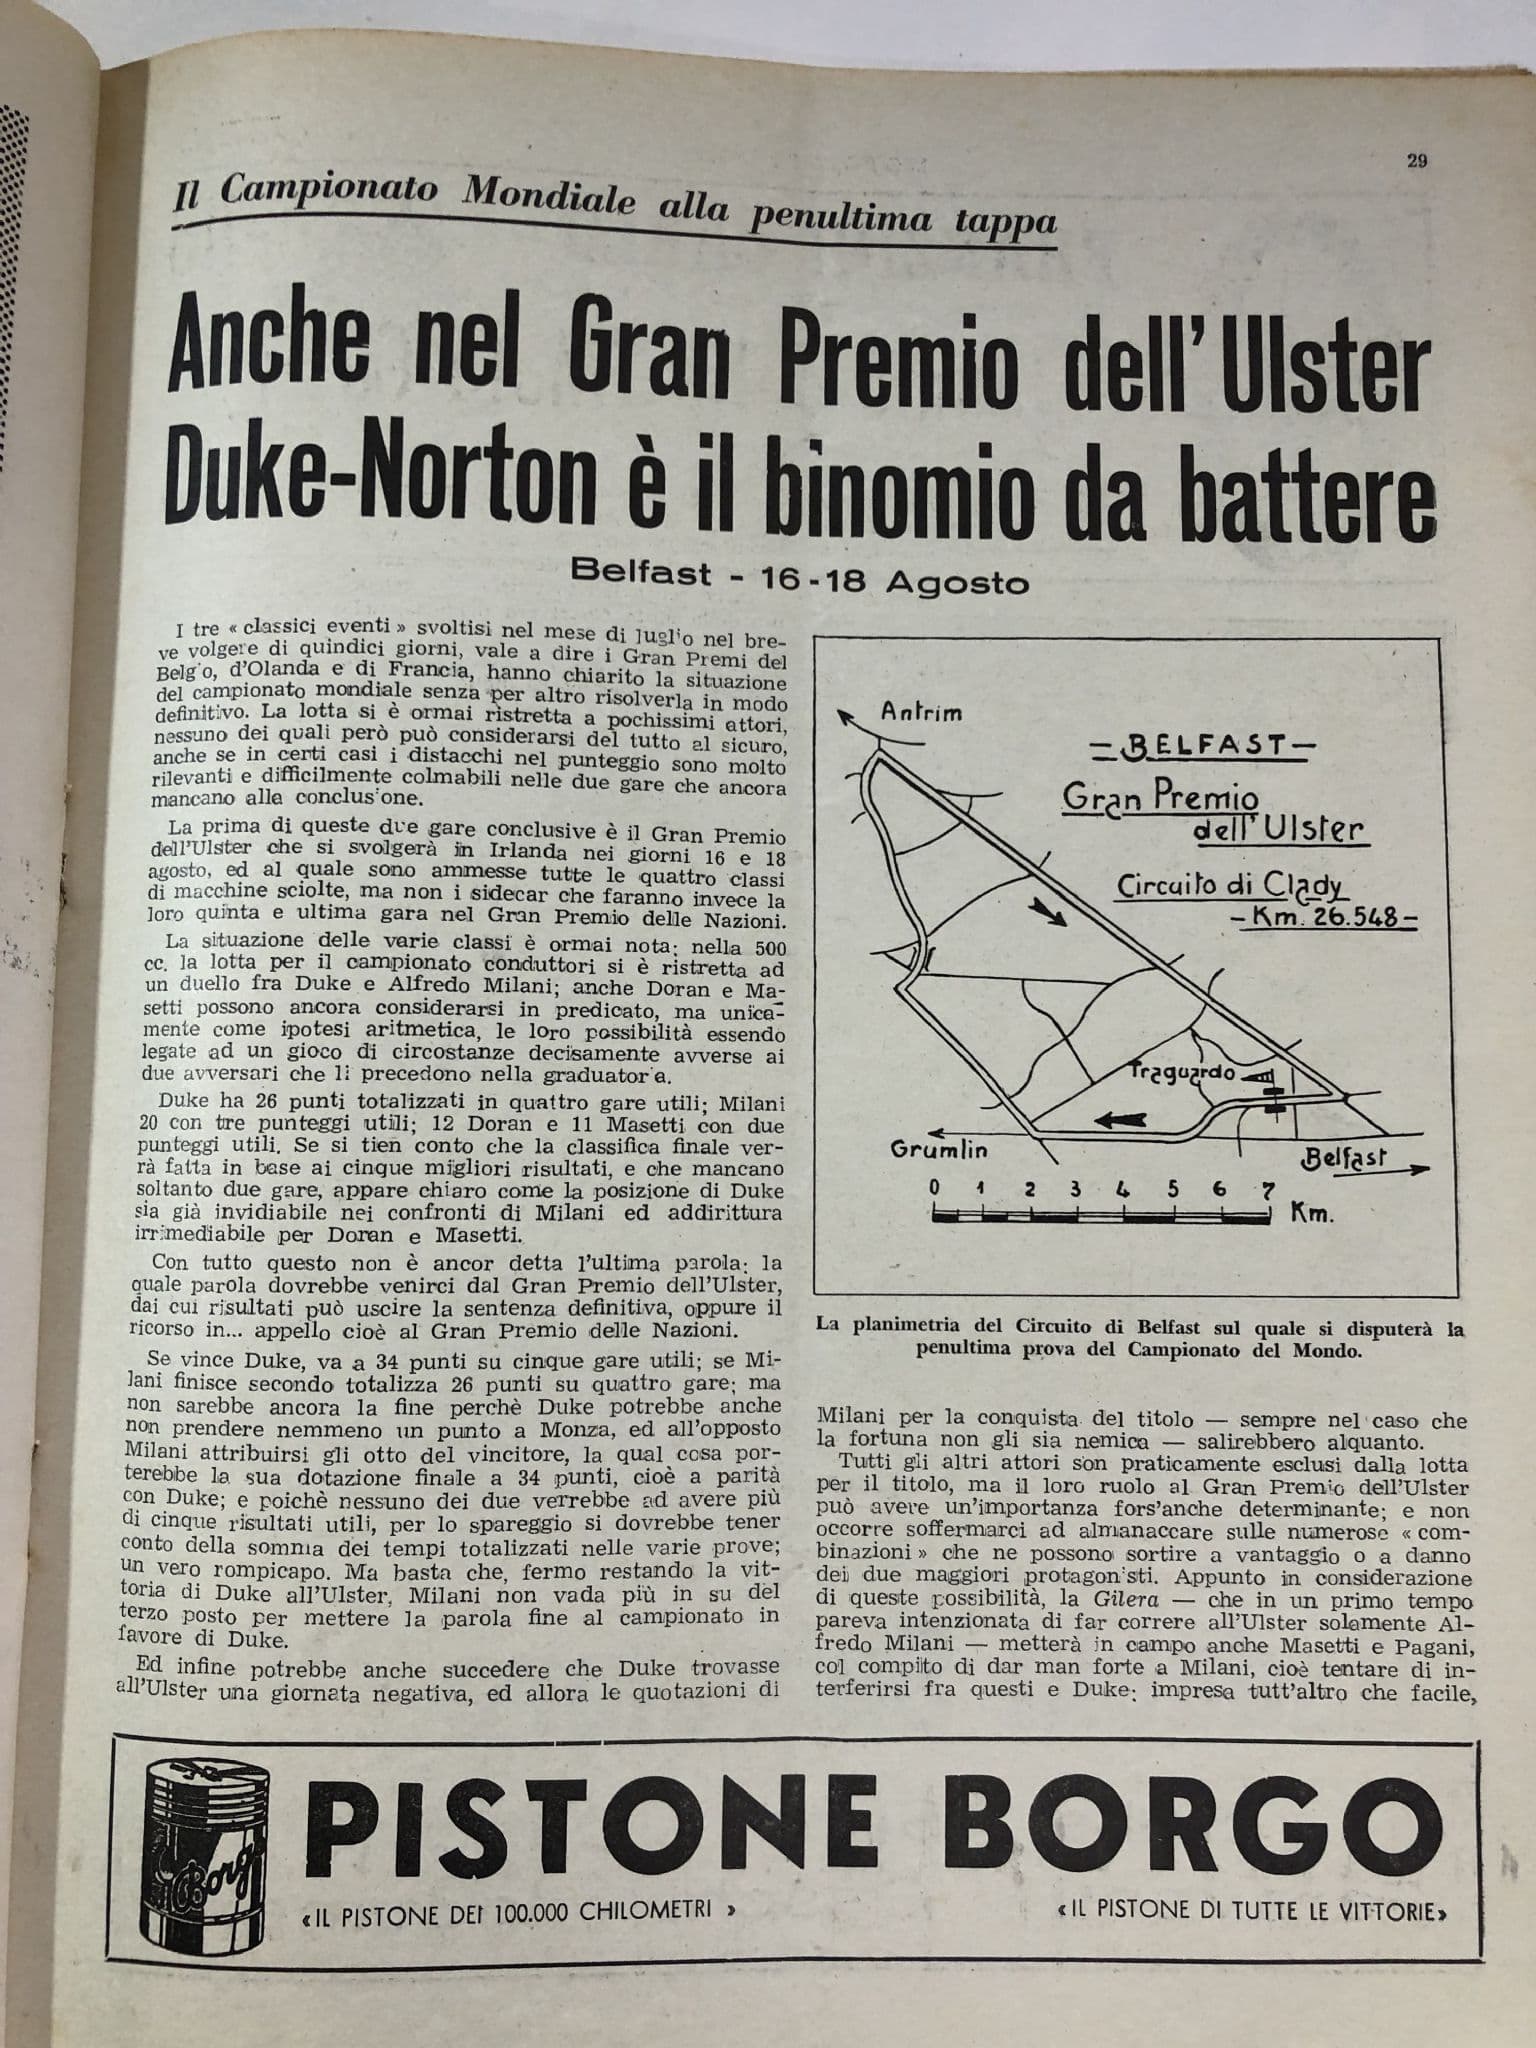 29
Il Campionato Mondiale alla penultima tappa
Anche nel Gran Premio dell'Ulster
Duke-Norton è il binomio da battere
Belfast - 16-18 Agosto
I tre « classici eventi » svoltisi nel mese di luglio nel bre-
ve volgere di quindici giorni, vale a dire i Gran Premi del
Belgio, d'Olanda e di Francia, hanno chiarito la situazione
del campionato mondiale senza per altro risolverla in modo
definitivo. La lotta si è ormai ristretta a pochissimi attori,
nessuno dei quali però può considerarsi del tutto al sicuro,
anche se in certi casi i distacchi nel punteggio sono molto
rilevanti e difficilmente colmabili nelle due gare che ancora
mancano alla conclusione.
La prima di queste due gare conclusive è il Gran Premio
dell'Ulster che si svolgerà in Irlanda nei giorni 16 e 18
agosto, ed al quale sono ammesse tutte le quattro classi
di macchine sciolte, ma non i sidecar che faranno invece la
loro quinta e ultima gara nel Gran Premio delle Nazioni.
La situazione delle varie classi è ormai nota: nella 500
cc. la lotta per il campionato conduttori si è ristretta ad
un duello fra Duke e Alfredo Milani; anche Doran e Ma-
setti possono ancora considerarsi in predicato, ma unica-
mente come ipotesi aritmetica, le loro possibilità essendo
legate ad un gioco di circostanze decisamente avverse ai
due avversari che li precedono nella graduatoria.
Duke ha 26 punti totalizzati in quattro gare utili; Milani
20 con tre punteggi utili; 12 Doran e 11 Masetti con due
punteggi utili. Se si tien conto che la classifica finale ver-
rà fatta in base ai cinque migliori risultati, e che mancano
soltanto due gare, appare chiaro come la posizione di Duke
sia già invidiabile nei confronti di Milani ed addirittura
irrimediabile per Doran e Masetti.
Con tutto questo non è ancor detta l'ultima parola: la
quale parola dovrebbe venirci dal Gran Premio dell'Ulster,
dai cui risultati può uscire la sentenza definitiva, oppure il
ricorso in... appello cioè al Gran Premio delle Nazioni.
Se vince Duke, va a 34 punti su cinque gare utili; se Mi-
lani finisce secondo totalizza 26 punti su quattro gare; ma
non sarebbe ancora la fine perchè Duke potrebbe anche
non prendere nemmeno un punto a Monza, ed all'opposto
Milani attribuirsi gli otto del vincitore, la qual cosa por-
terebbe la sua dotazione finale a 34 punti, cioè a parità
con Duke; e poichè nessuno dei due verrebbe ad avere più
di cinque risultati utili, per lo spareggio si dovrebbe tener
conto della somma dei tempi totalizzati nelle varie prove;
un vero rompicapo. Ma basta che, fermo restando la vit-
toria di Duke all'Ulster, Milani non vada più in su del
terzo posto per mettere la parola fine al campionato in
favore di Duke.
Ed infine potrebbe anche succedere che Duke trovasse
all'Ulster una giornata negativa, ed allora le quotazioni di
Antrim
- BELFAST -
Gran Premio
dell'Ulster
Circuito di Clady
- Km. 26.548 -
Traguardo
Grumlin
Belfast
0 1 2 3 4 5 6 7 Km.
La planimetria del Circuito di Belfast sul quale si disputerà la
penultima prova del Campionato del Mondo.
Milani per la conquista del titolo — sempre nel caso che
la fortuna non gli sia nemica — salirebbero alquanto.
Tutti gli altri attori son praticamente esclusi dalla lotta
per il titolo, ma il loro ruolo al Gran Premio dell'Ulster
può avere un'importanza fors'anche determinante; e non
occorre soffermarci ad almanaccare sulle numerose « com-
binazioni » che ne possono sortire a vantaggio o a danno
dei due maggiori protagonisti. Appunto in considerazione
di queste possibilità, la Gilera — che in un primo tempo
pareva intenzionata di far correre all'Ulster solamente Al-
fredo Milani — metterà in campo anche Masetti e Pagani,
col compito di dar man forte a Milani, cioè tentare di in-
terferirsi fra questi e Duke: impresa tutt'altro che facile,
Borgo
PISTONE BORGO
«IL PISTONE DEI 100.000 CHILOMETRI »
«IL PISTONE DI TUTTE LE VITTORIE»